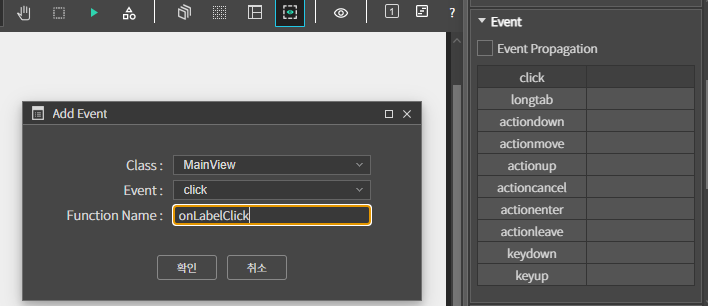 1
?
Add Event
Class :
MainView
Event :
click
Function Name :
onLabelClick
확인
취소
Event
Event Propagation
click
longtab
actiondown
actionmove
actionup
actioncancel
actionenter
actionleave
keydown
keyup